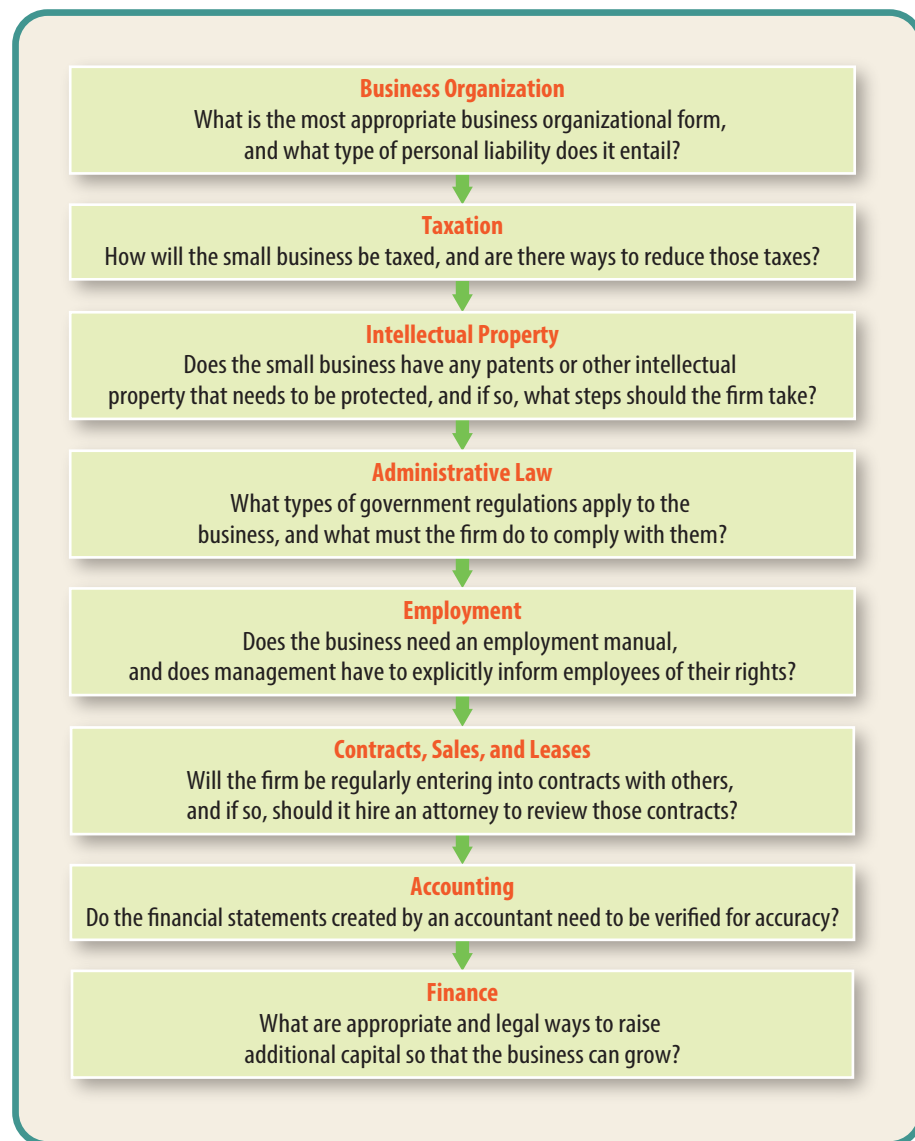 Business Organization
What is the most appropriate business organizational form,
and what type of personal liability does it entail?
Taxation
How will the small business be taxed, and are there ways to reduce those taxes?
Intellectual Property
Does the small business have any patents or other intellectual
property that needs to be protected, and if so, what steps should the firm take?
Administrative Law
What types of government regulations apply to the
business, and what must the firm do to comply with them?
Employment
Does the business need an employment manual,
and does management have to explicitly inform employees of their rights?
Contracts, Sales, and Leases
Will the firm be regularly entering into contracts with others,
and if so, should it hire an attorney to review those contracts?
Accounting
Do the financial statements created by an accountant need to be verified for accuracy?
Finance
What are appropriate and legal ways to raise
additional capital so that the business can grow?